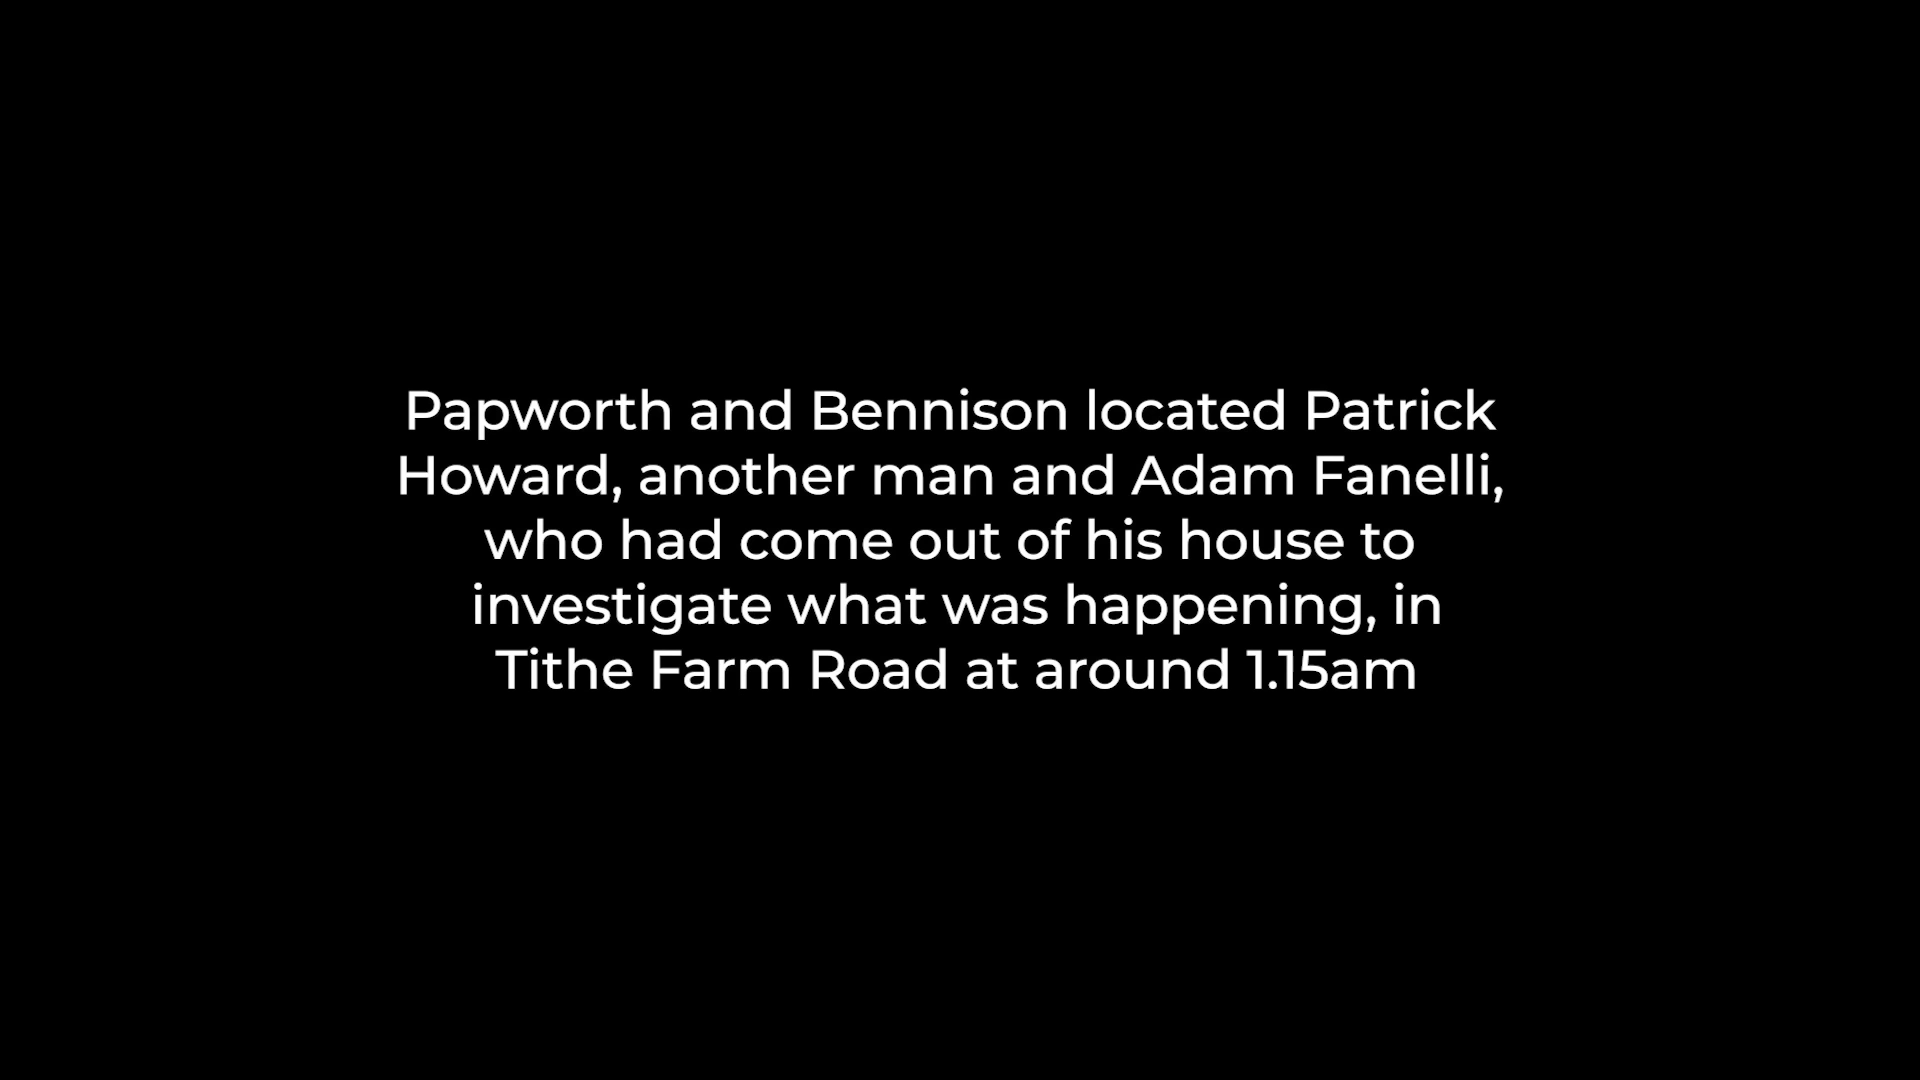 Papworth and Bennison located Patrick
Howard, another man and Adam Fanelli,
who had come out of his house to
investigate what was happening, in
Tithe Farm Road at around 1.15am